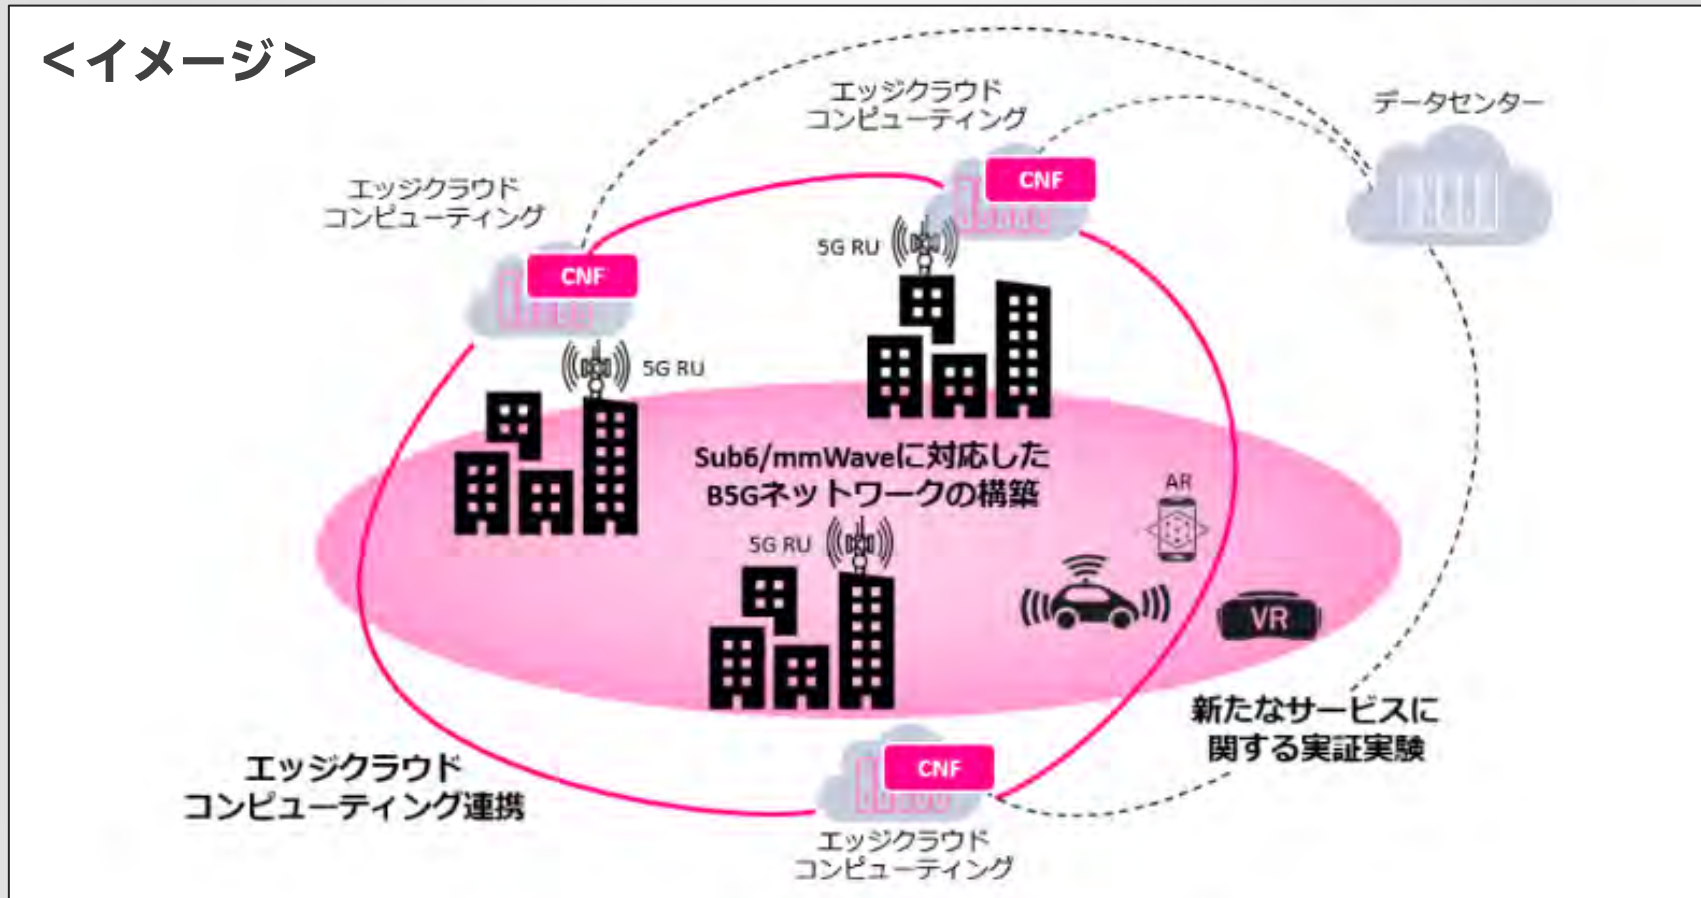 ＜イメージ＞
エッジクラウド
コンピューティング
データセンター
エッジクラウド
コンピューティング
CNF
CNF
5G RU
5G RU
Sub6/mmWaveに対応した
B5Gネットワークの構築
AR
5G RU
VR
新たなサービスに
関する実証実験
エッジクラウド
コンピューティング連携
CNF
エッジクラウド
コンピューティング